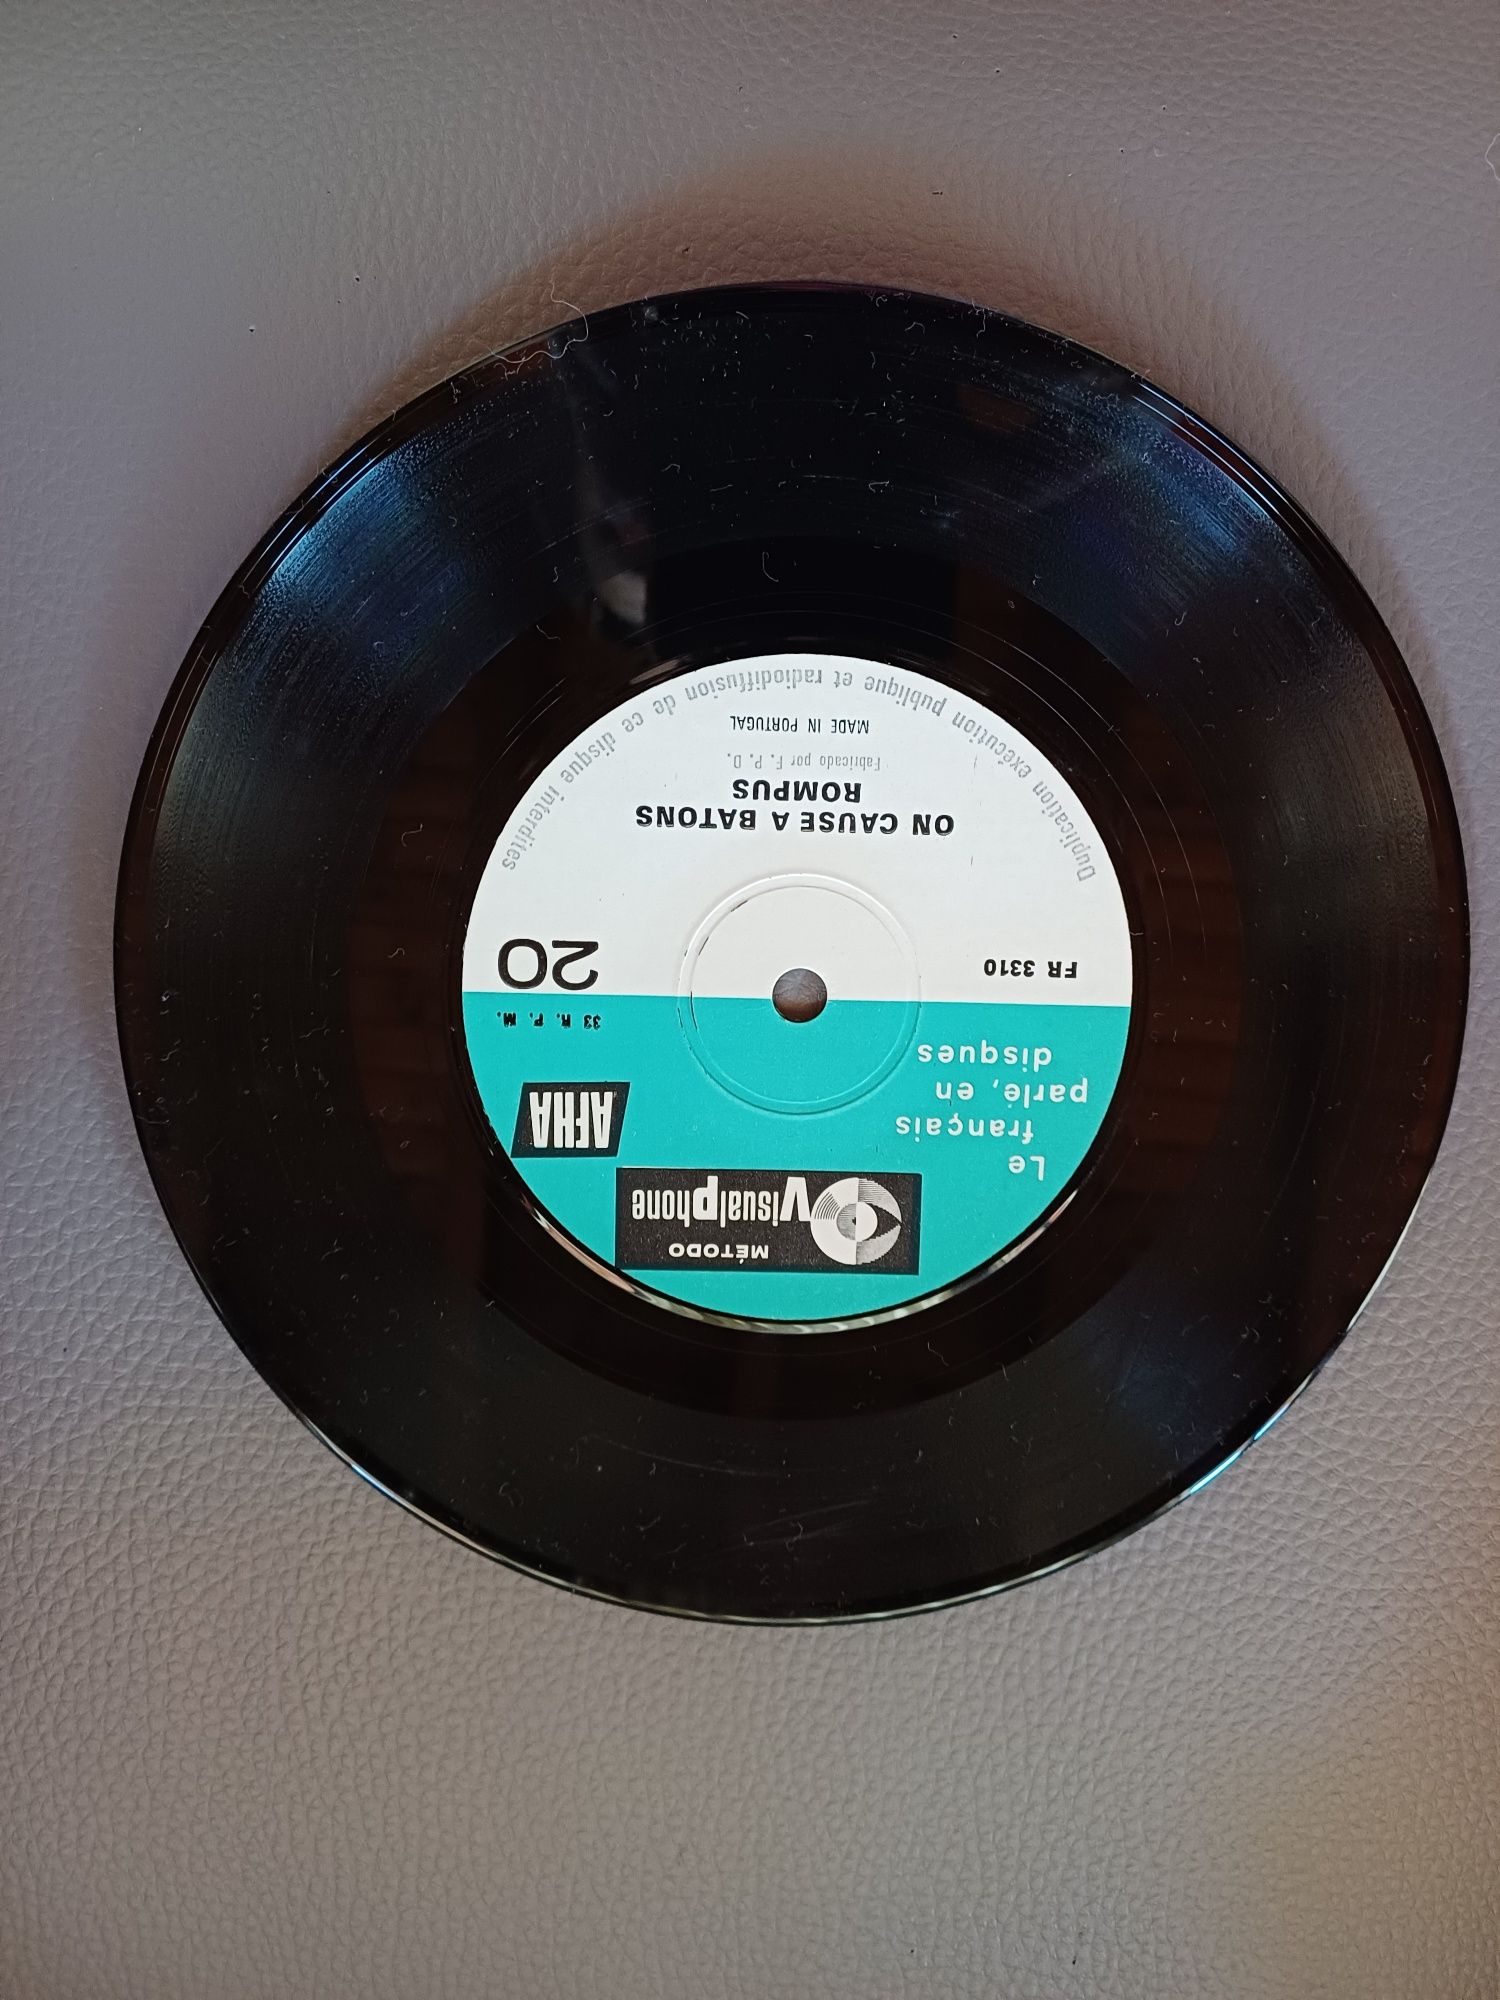 MÉTODO
VisualPhone
Le
français
parlé, en
disques
AFHA
33 R. P. M.
FR 3310
20
ON CAUSE A BATONS
ROMPUS
Fabricado por F. P. D.
MADE IN PORTUGAL
Duplication exécution publique et radiodiffusion de ce disque interdites